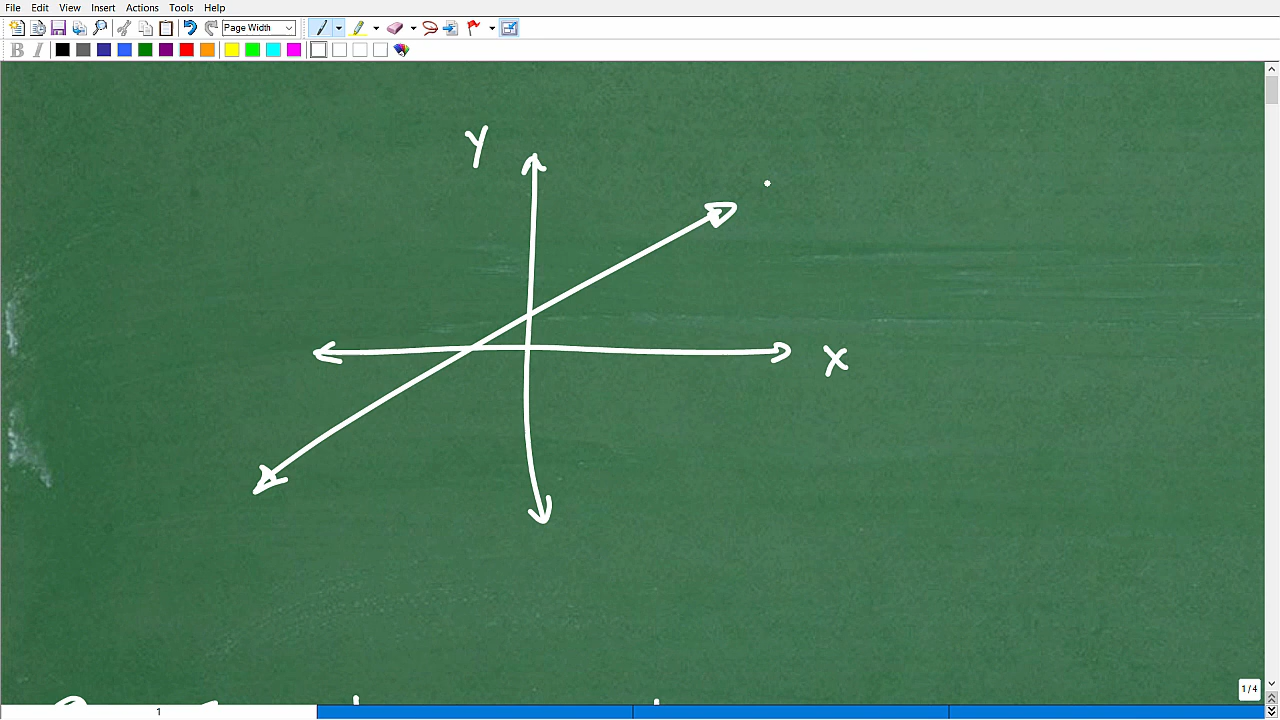 File Edit View Insert Actions Tools Help
Page Width
B I
Y
X
1 / 4
1